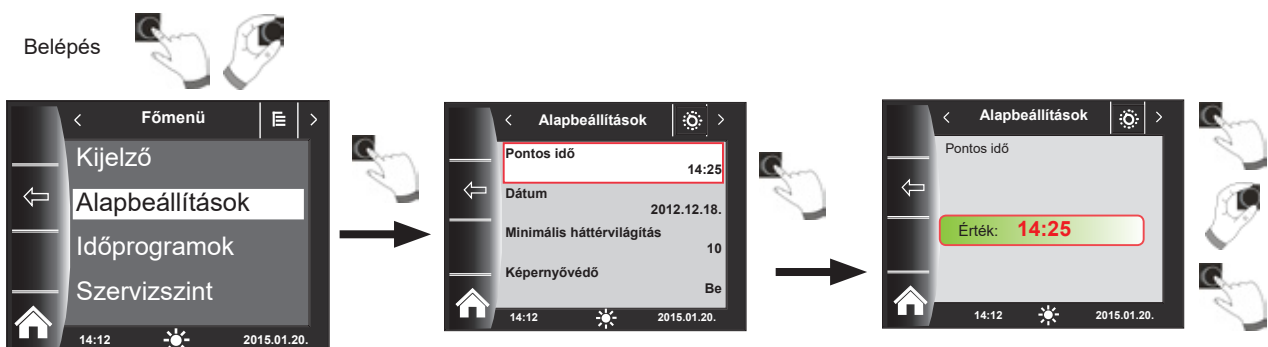 Belépés
< Főmenü >
Kijelző
Alapbeállítások
Időprogramok
Szervizszint
14:12 2015.01.20.
< Alapbeállítások >
Pontos idő
14:25
Dátum
2012.12.18.
Minimális háttérvilágítás
10
Képernyővédő
Be
14:12 2015.01.20.
< Alapbeállítások >
Pontos idő
Érték: 14:25
14:12 2015.01.20.